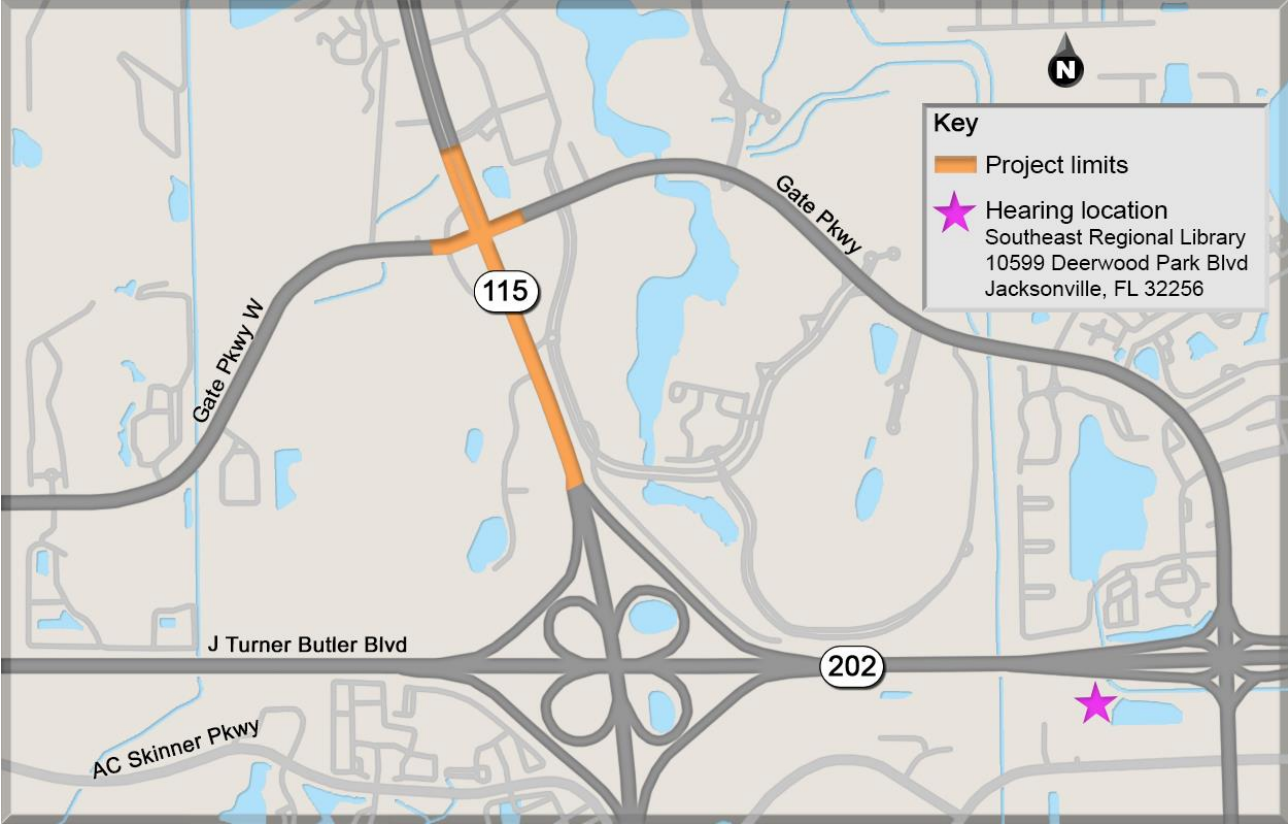 N
Key
Project limits
Hearing location
Southeast Regional Library
10599 Deerwood Park Blvd
Jacksonville, FL 32256
Gate Pkwy
115
Gate Pkwy W
J Turner Butler Blvd
202
AC Skinner Pkwy